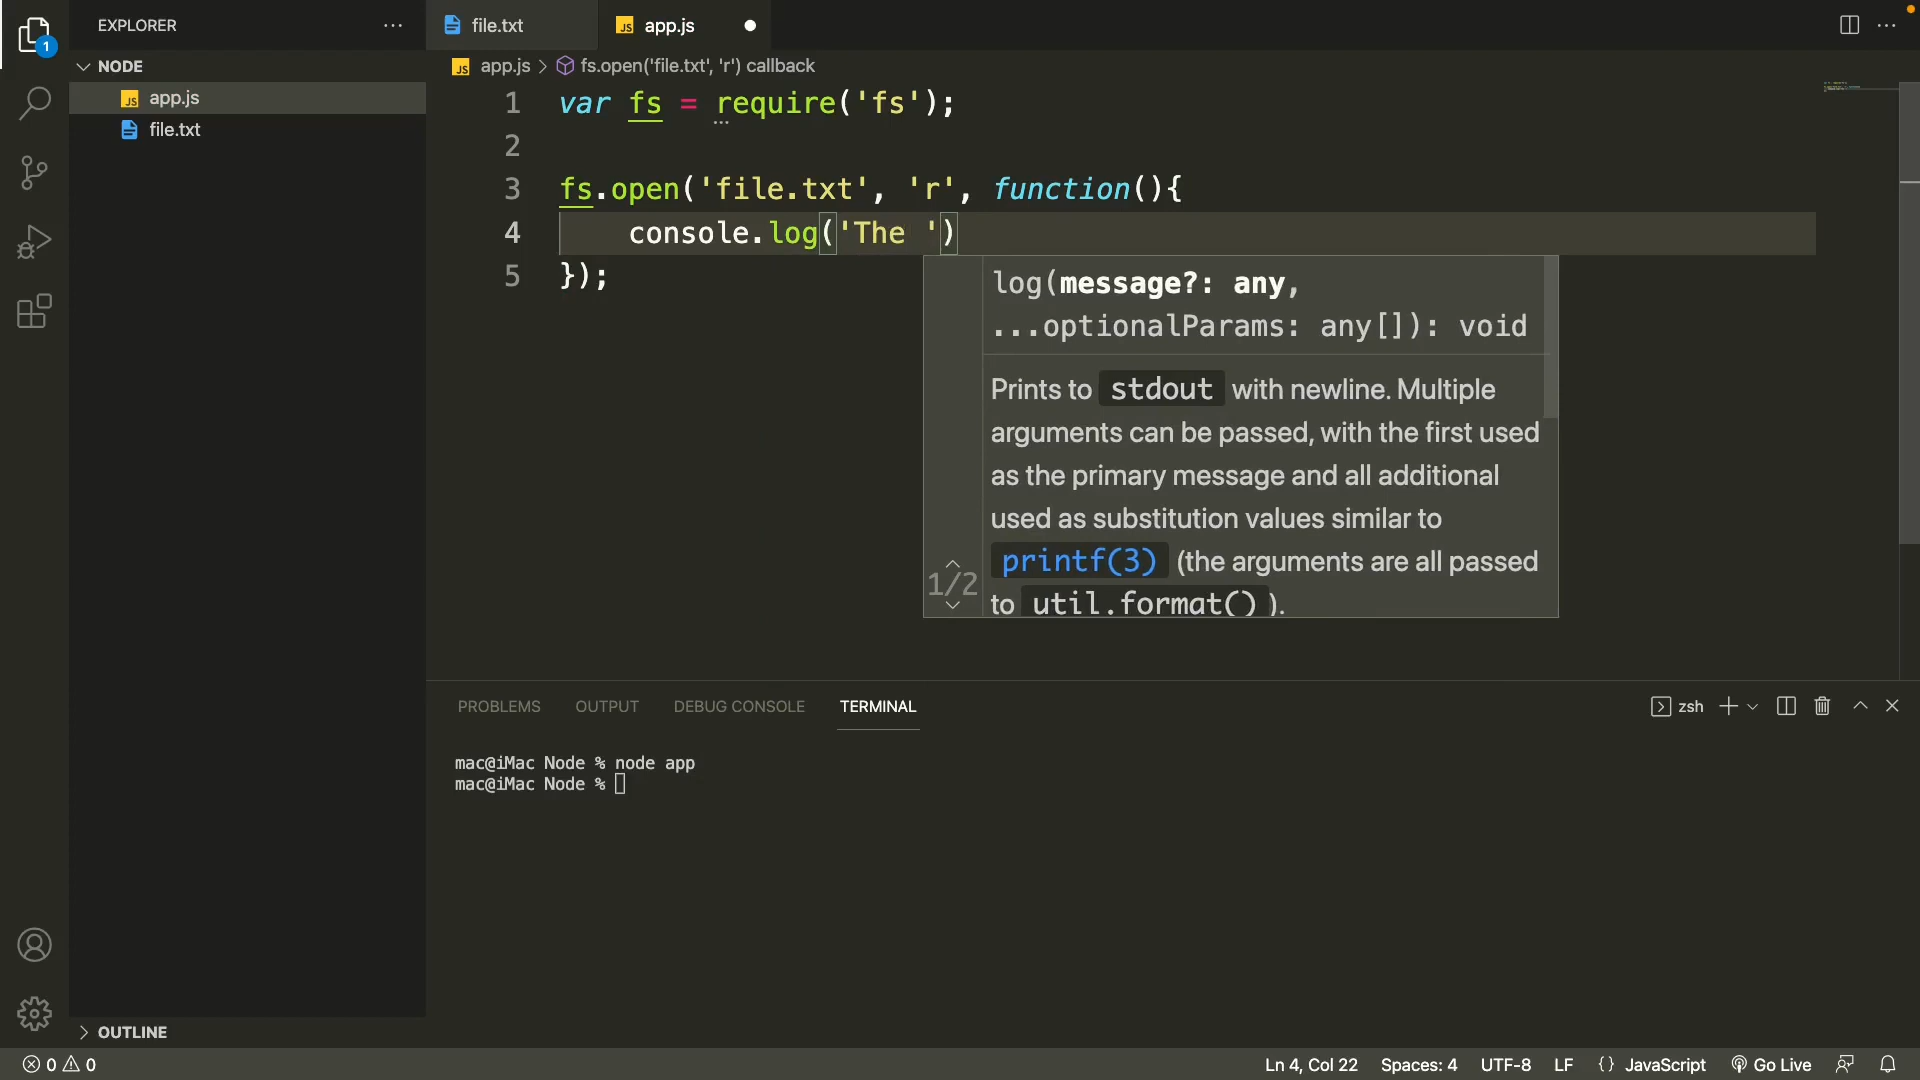 EXPLORER
file.txt
JS app.js
1
NODE
JS app.js > fs.open('file.txt', 'r') callback
JS app.js
file.txt
1 var fs = require('fs');
2
3 fs.open('file.txt', 'r', function(){
4 console.log('The ')
5 });
log(message?: any,
...optionalParams: any[]): void
Prints to stdout with newline. Multiple
arguments can be passed, with the first used
as the primary message and all additional
used as substitution values similar to
printf(3) (the arguments are all passed
to util.format() ).
1/2
PROBLEMS OUTPUT DEBUG CONSOLE TERMINAL
zsh
mac@iMac Node % node app
mac@iMac Node %
OUTLINE
0 0
Ln 4, Col 22 Spaces: 4 UTF-8 LF {} JavaScript Go Live